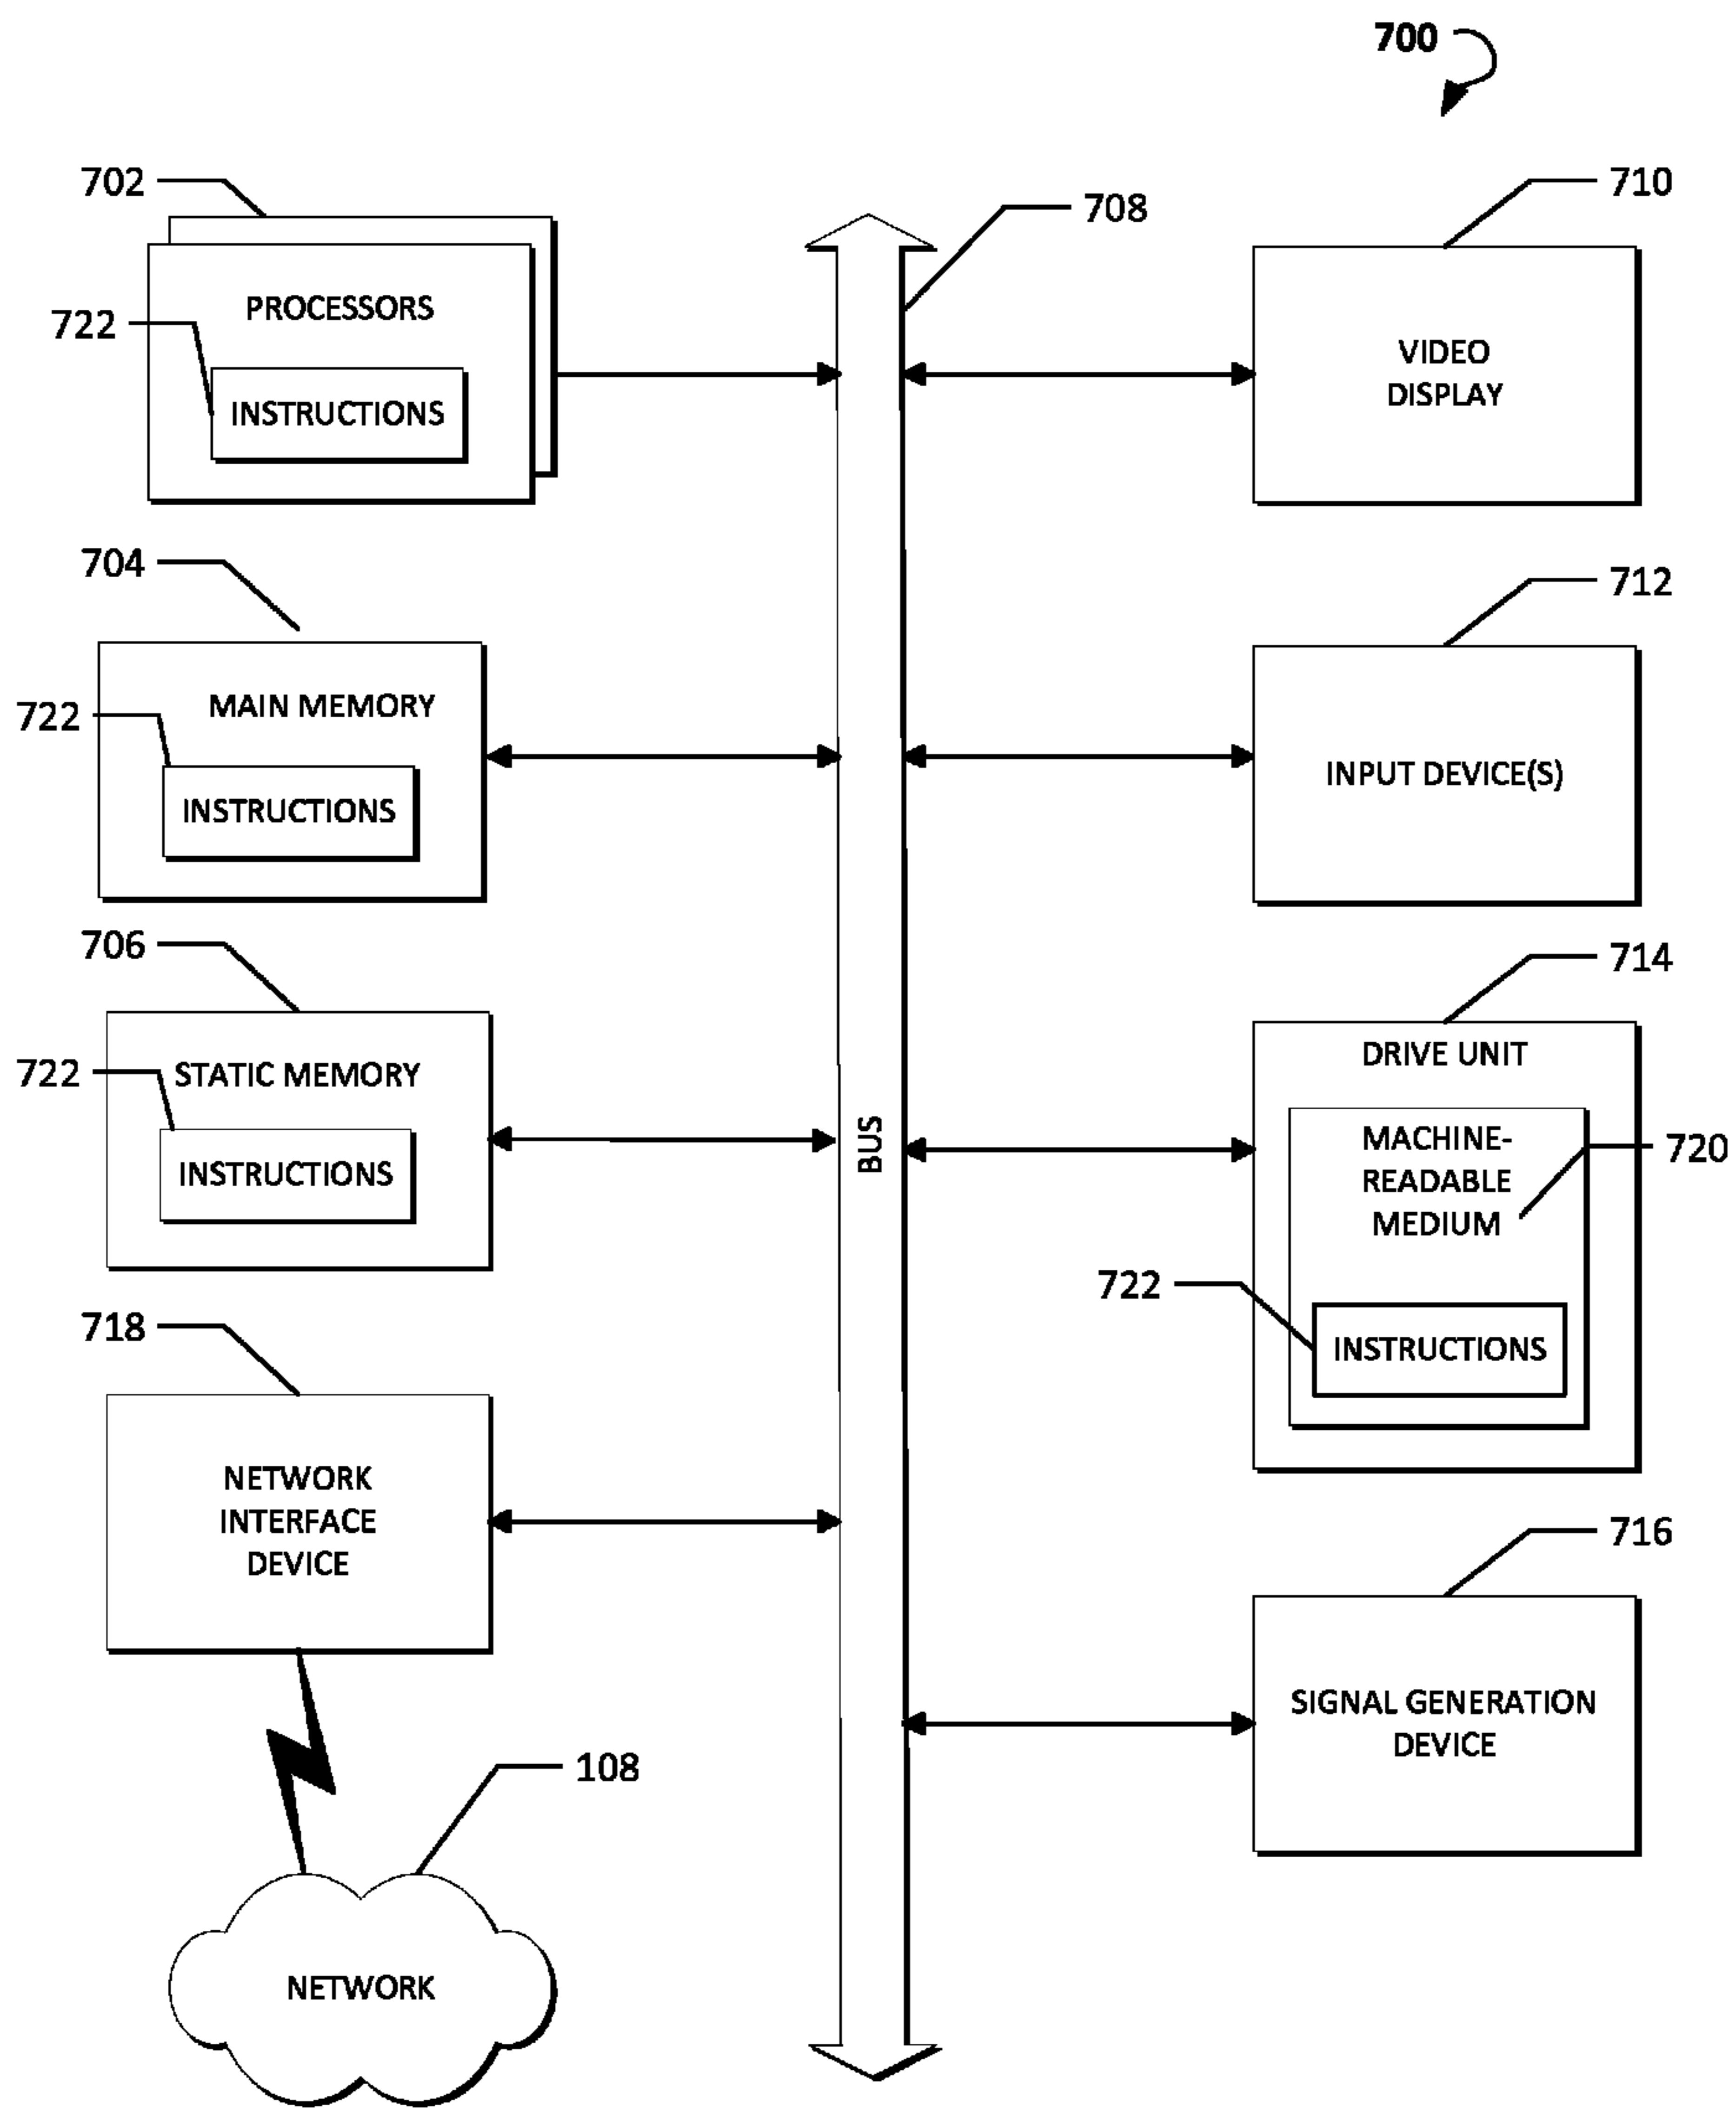 700
702
708
710
PROCESSORS
722
INSTRUCTIONS
VIDEO
DISPLAY
704
712
MAIN MEMORY
722
INSTRUCTIONS
INPUT DEVICE(S)
706
714
STATIC MEMORY
722
INSTRUCTIONS
BUS
DRIVE UNIT
MACHINE-
READABLE
MEDIUM
720
722
INSTRUCTIONS
718
NETWORK
INTERFACE
DEVICE
716
SIGNAL GENERATION
DEVICE
108
NETWORK